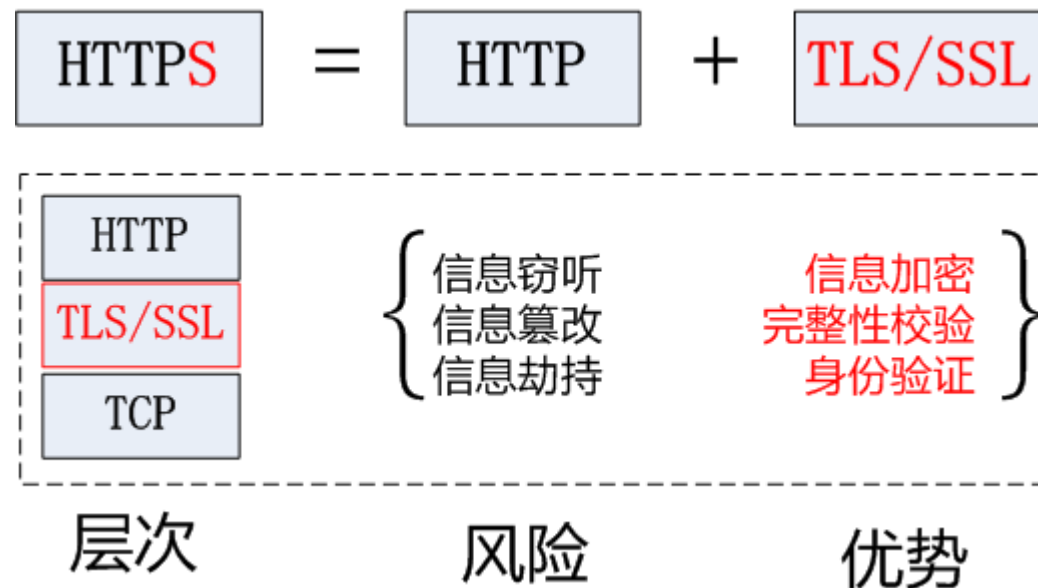 HTTPS = HTTP + TLS/SSL
HTTP
TLS/SSL
TCP
信息窃听
信息篡改
信息劫持
信息加密
完整性校验
身份验证
层次
风险
优势